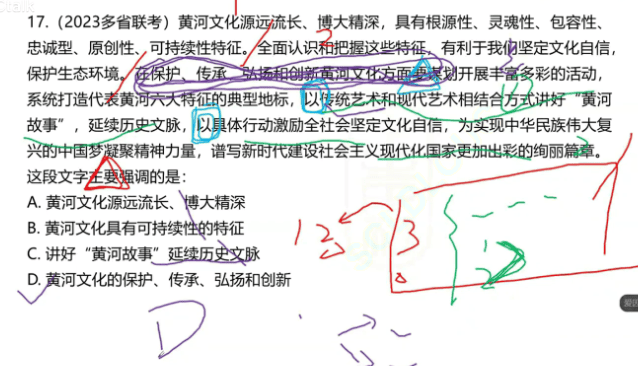 17.（2023多省联考）黄河文化源远流长、博大精深，具有根源性、灵魂性、包容性、
忠诚型、原创性、可持续性特征。全面认识和把握这些特征，有利于我们坚定文化自信，
保护生态环境。在保护、传承、弘扬和创新黄河文化方面要谋划开展丰富多彩的活动，
系统打造代表黄河六大特征的典型地标，以传统艺术和现代艺术相结合方式讲好“黄河
故事”，延续历史文脉，以具体行动激励全社会坚定文化自信，为实现中华民族伟大复
兴的中国梦凝聚精神力量，谱写新时代建设社会主义现代化国家更加出彩的绚丽篇章。
这段文字主要强调的是：
A. 黄河文化源远流长、博大精深
B. 黄河文化具有可持续性的特征
C. 讲好“黄河故事”延续历史文脉
D. 黄河文化的保护、传承、弘扬和创新
2
1 2
3
1
2
D